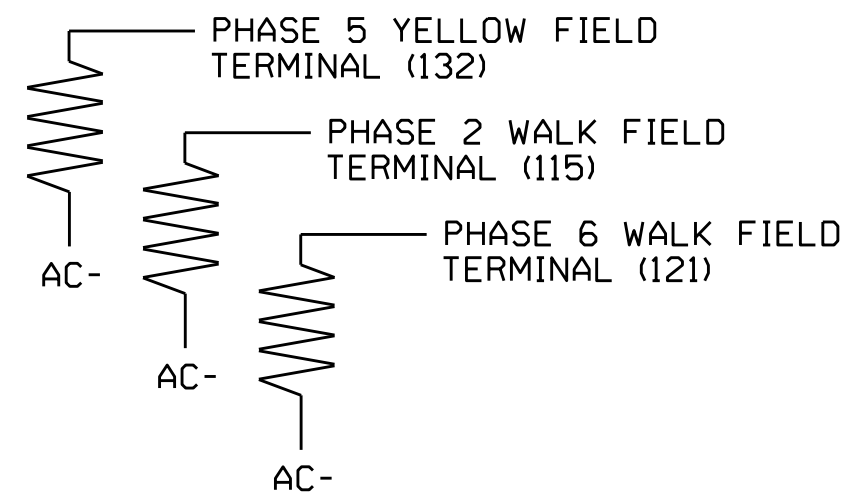 PHASE 5 YELLOW FIELD
TERMINAL (132)
PHASE 2 WALK FIELD
TERMINAL (115)
PHASE 6 WALK FIELD
TERMINAL (121)
AC-
AC-
AC-